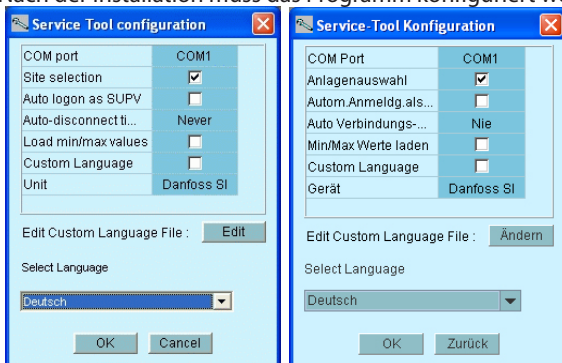 Nach der Installation muss das Programm konfiguriert we
Service Tool configuration
COM port COM1
Site selection
Auto logon as SUPV
Auto-disconnect ti... Never
Load min/max values
Custom Language
Unit Danfoss SI
Edit Custom Language File : Edit
Select Language
Deutsch
OK Cancel
Service-Tool Konfiguration
COM Port COM1
Anlagenauswahl
Autom.Anmeldg.als...
Auto Verbindungs-... Nie
Min/Max Werte laden
Custom Language
Gerät Danfoss SI
Edit Custom Language File : Ändern
Select Language
Deutsch
OK Zurück